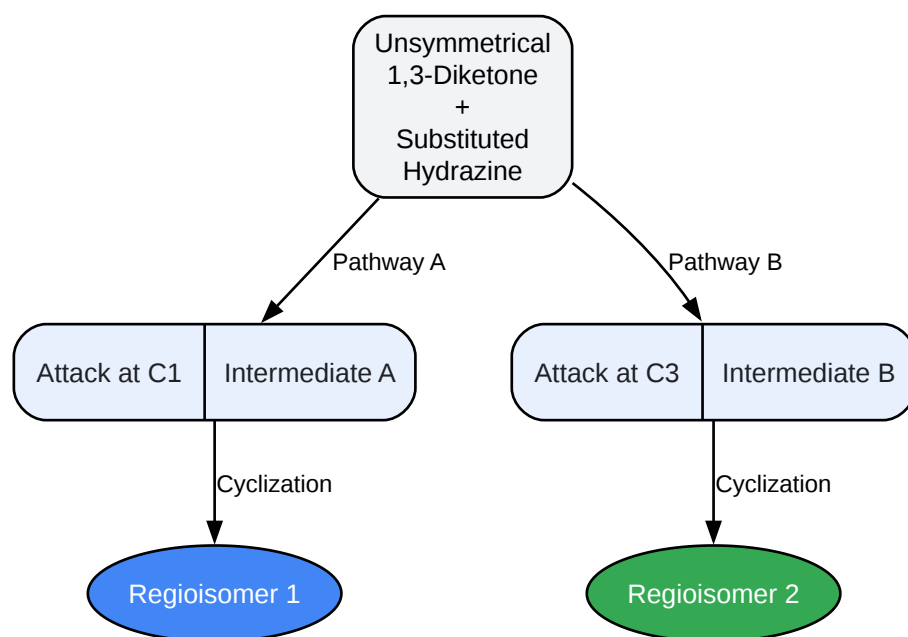 Unsymmetrical
1,3-Diketone
+
Substituted
Hydrazine
Pathway A
Pathway B
Attack at C1
Intermediate A
Attack at C3
Intermediate B
Cyclization
Cyclization
Regioisomer 1
Regioisomer 2